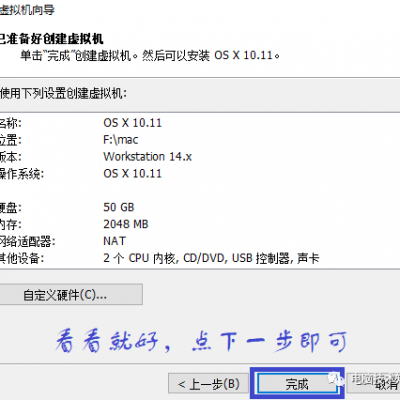 虚拟机向导
已准备好创建虚拟机
单击“完成”创建虚拟机。然后可以安装 OS X 10.11。
使用下列设置创建虚拟机:
名称: OS X 10.11
位置: F:\mac
版本: Workstation 14.x
操作系统: OS X 10.11
硬盘: 50 GB
内存: 2048 MB
网络适配器: NAT
其他设备: 2 个 CPU 内核, CD/DVD, USB 控制器, 声卡
自定义硬件(C)...
看看就好，点下一步即可
< 上一步(B) 完成 取消
电脑技术